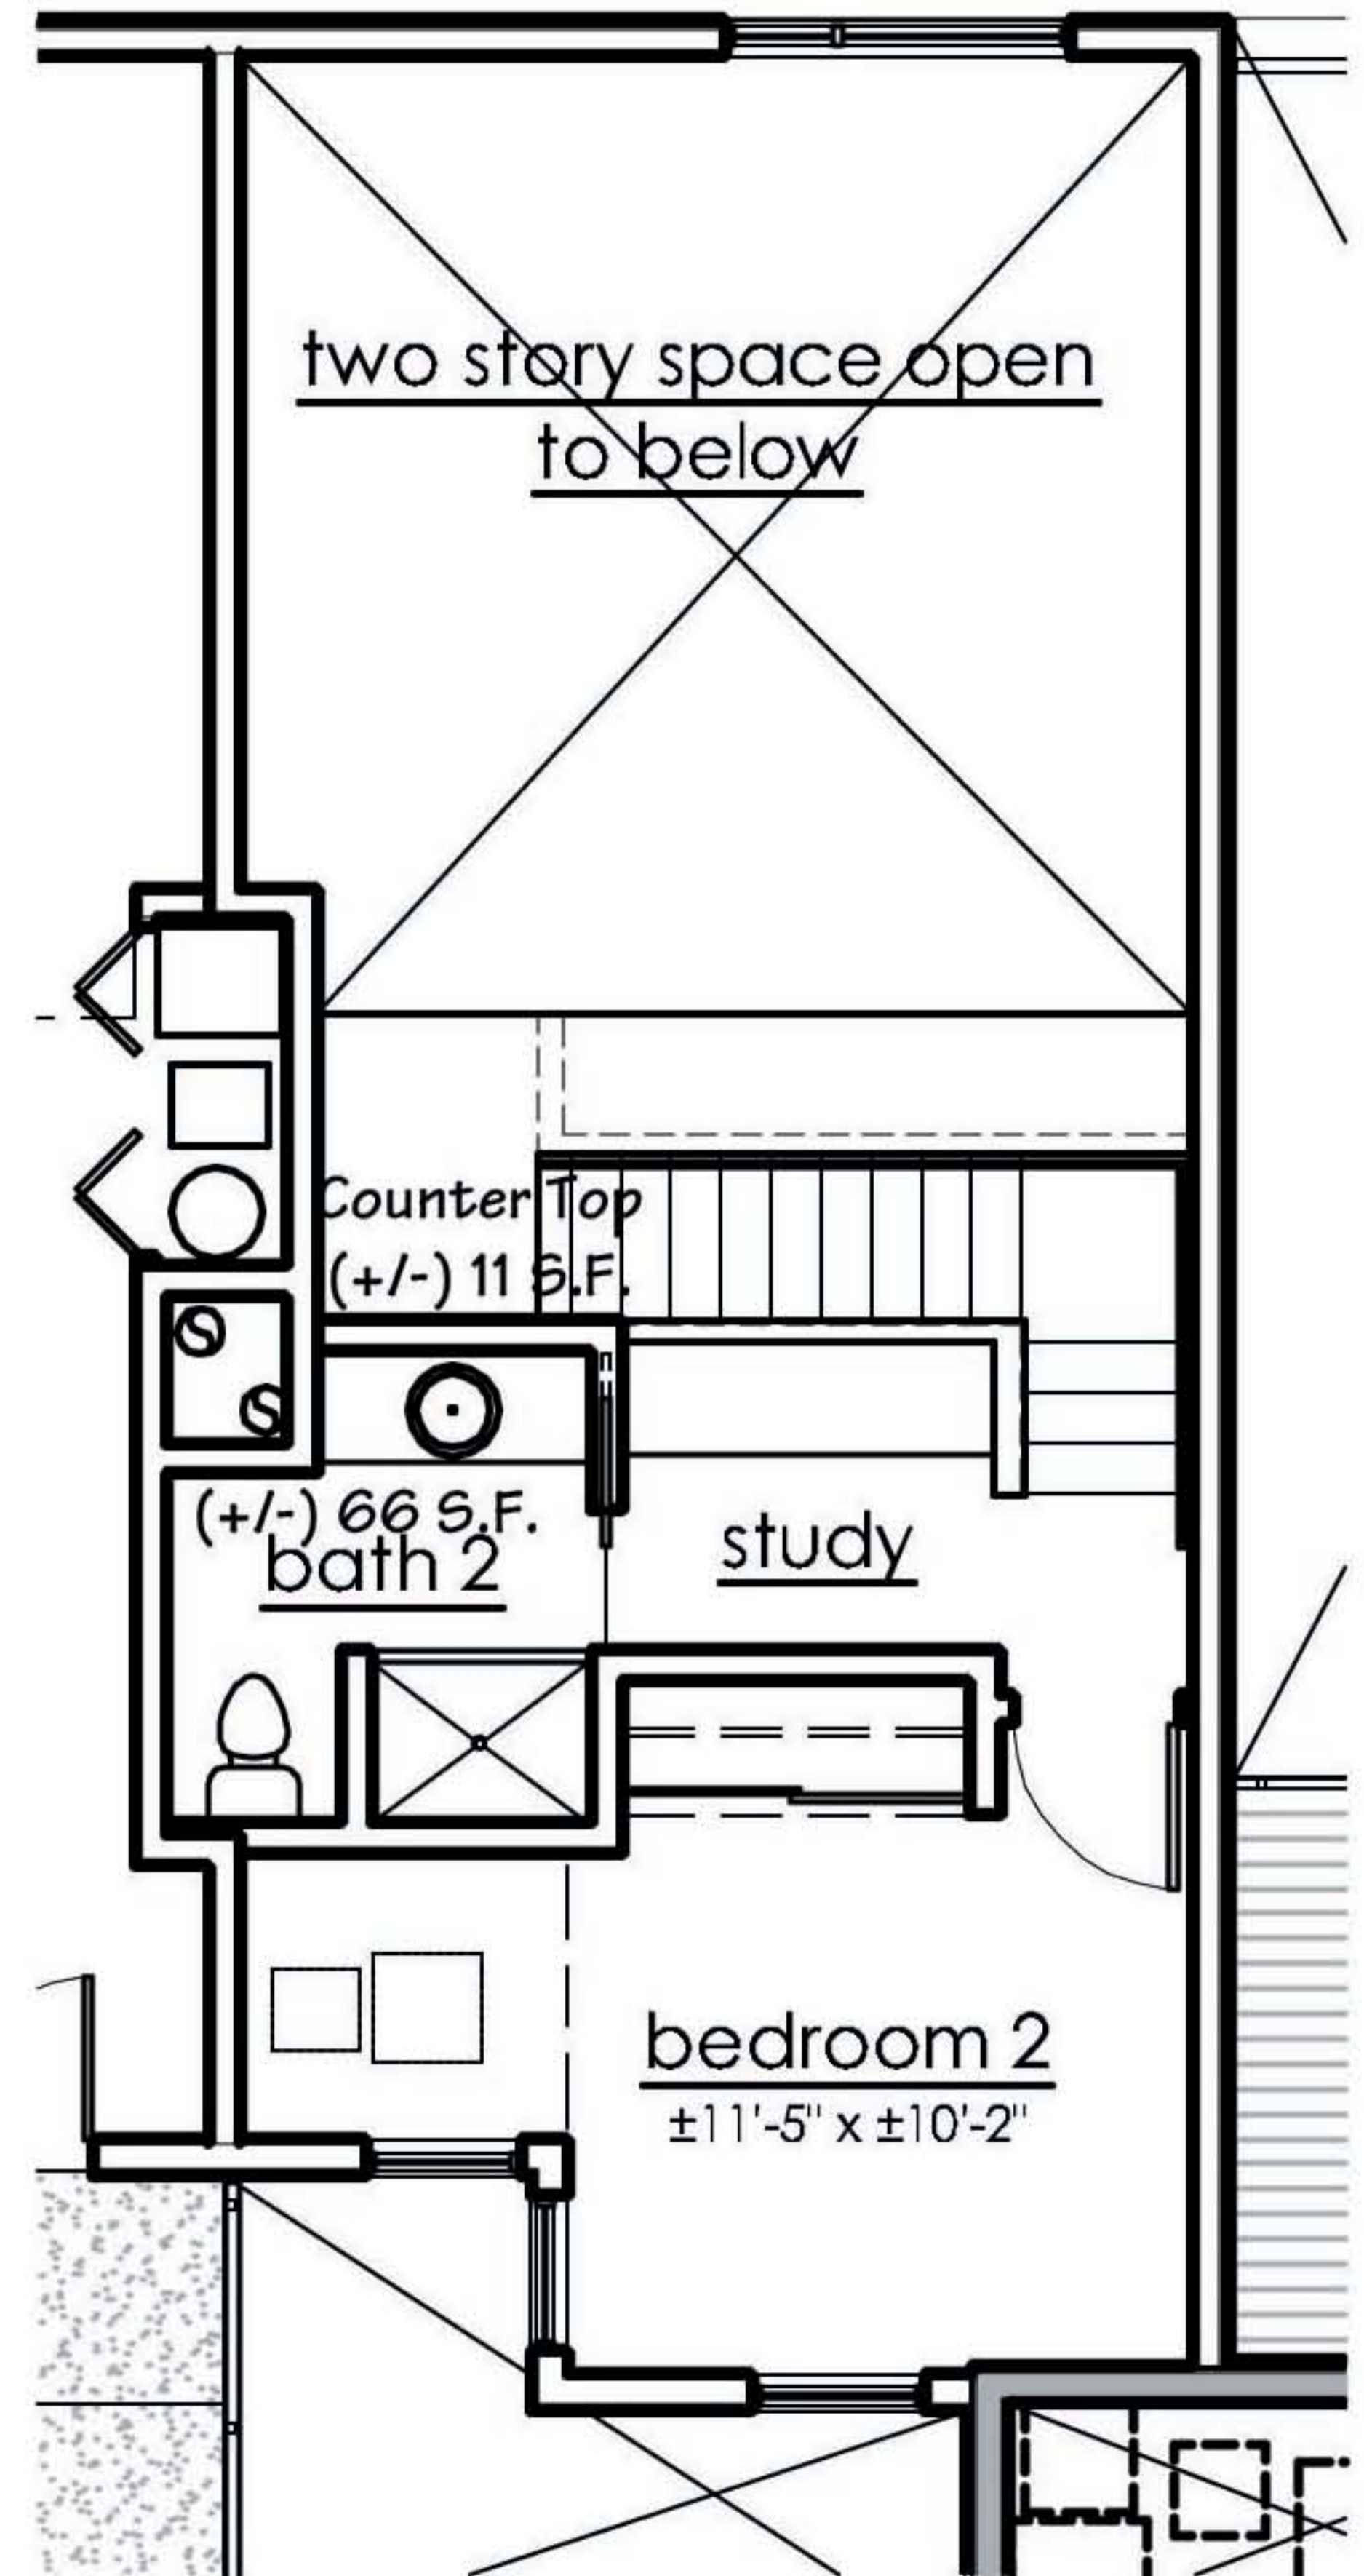 two story space open
to below
Counter Top
(+/-) 11 S.F.
(+/-) 66 S.F.
bath 2
study
S
S
bedroom 2
±11'-5" x ±10'-2"